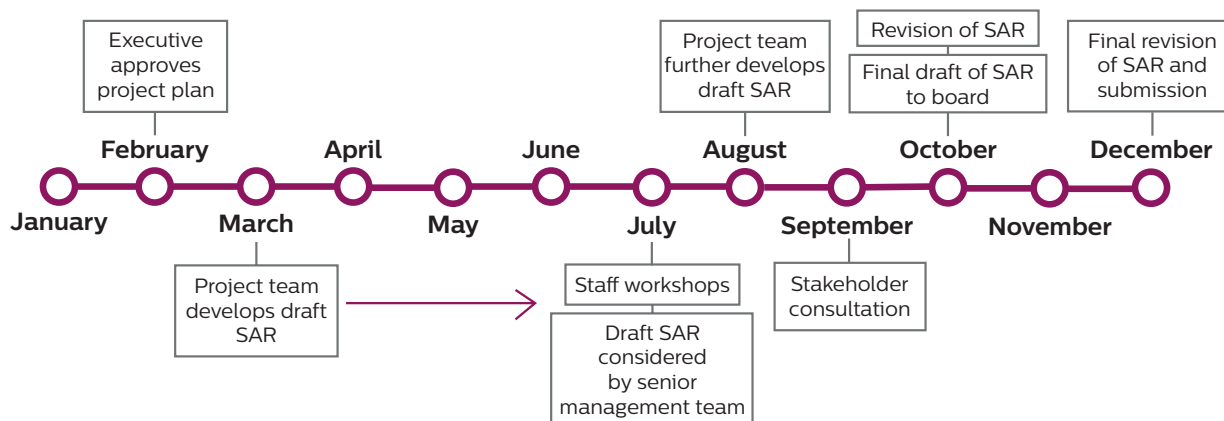 Executive
approves
project plan
Project team
further develops
draft SAR
Revision of SAR
Final draft of SAR
to board
Final revision
of SAR and
submission
February
April
June
August
October
December
January
March
May
July
September
November
Project team
develops draft
SAR
Staff workshops
Draft SAR
considered
by senior
management team
Stakeholder
consultation